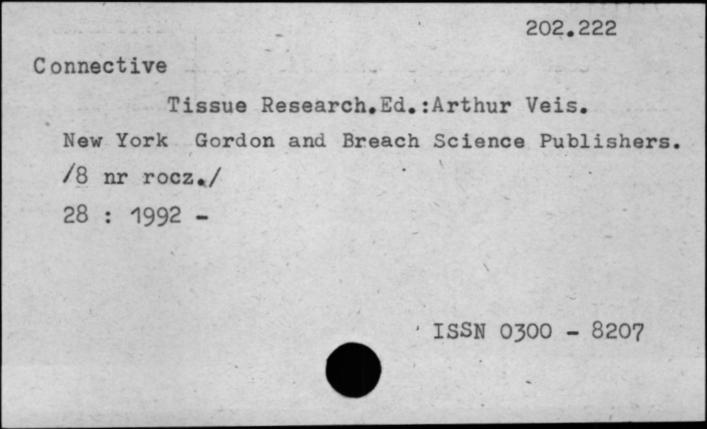 202.222
Connective
Tissue Research.Ed.:Arthur Veis.
New York Gordon and Breach Science Publishers.
/8 nr rocz./
28 : 1992 -
ISSN 0300 - 8207